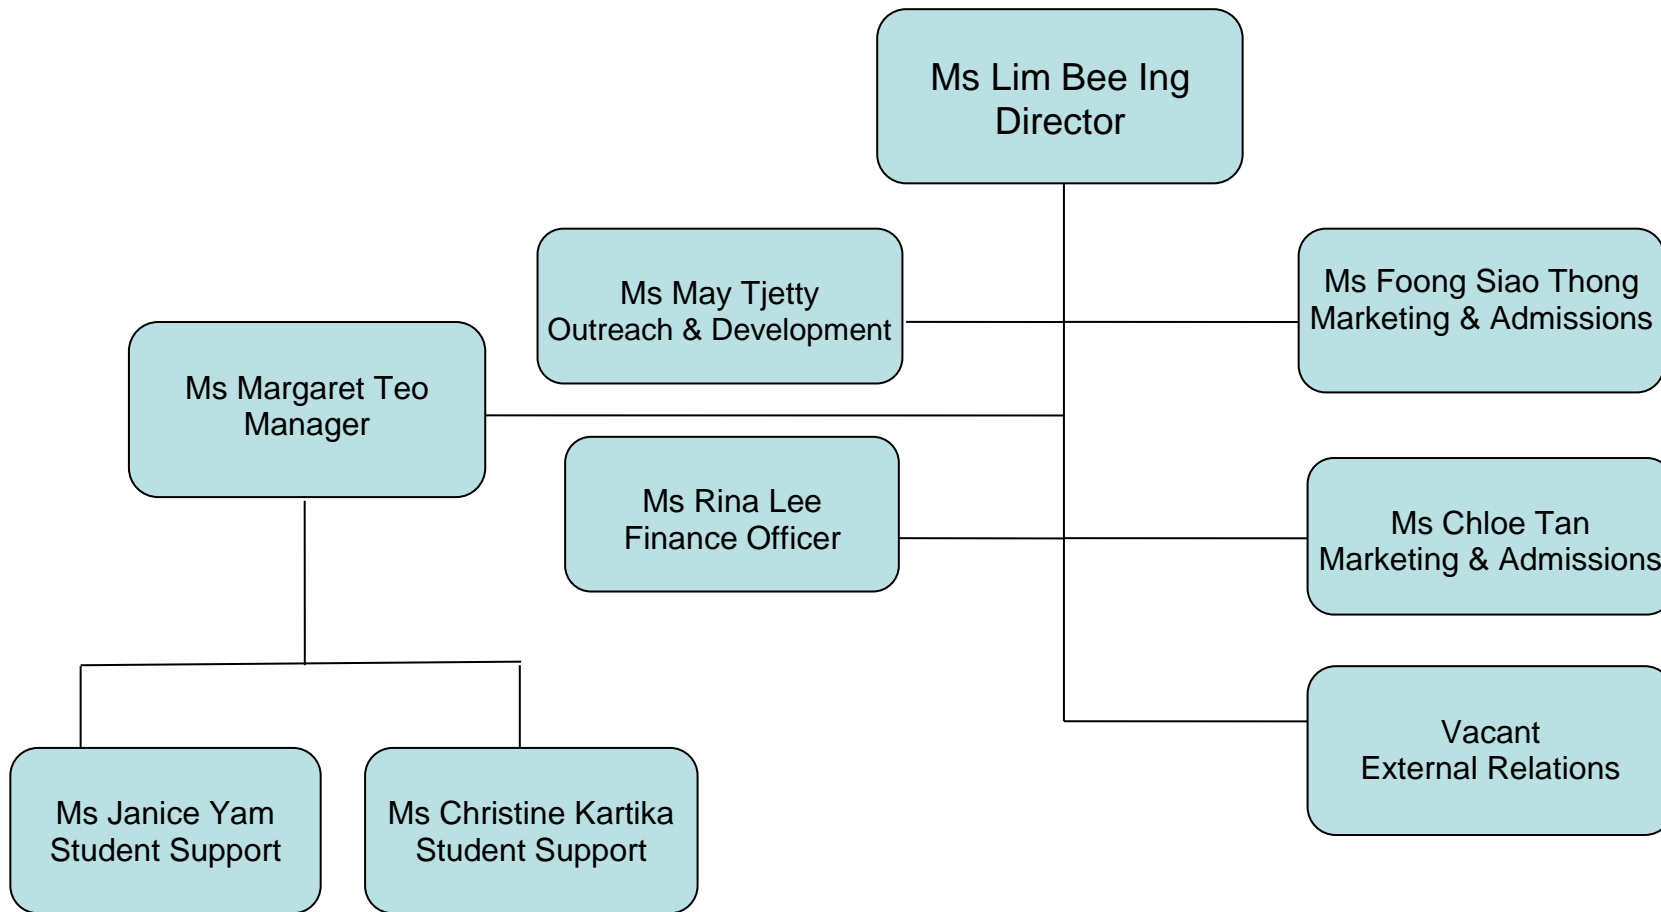 Ms Lim Bee Ing
Director
Ms May Tjetty
Outreach & Development
Ms Foong Siao Thong
Marketing & Admissions
Ms Margaret Teo
Manager
Ms Rina Lee
Finance Officer
Ms Chloe Tan
Marketing & Admissions
Vacant
External Relations
Ms Janice Yam
Student Support
Ms Christine Kartika
Student Support